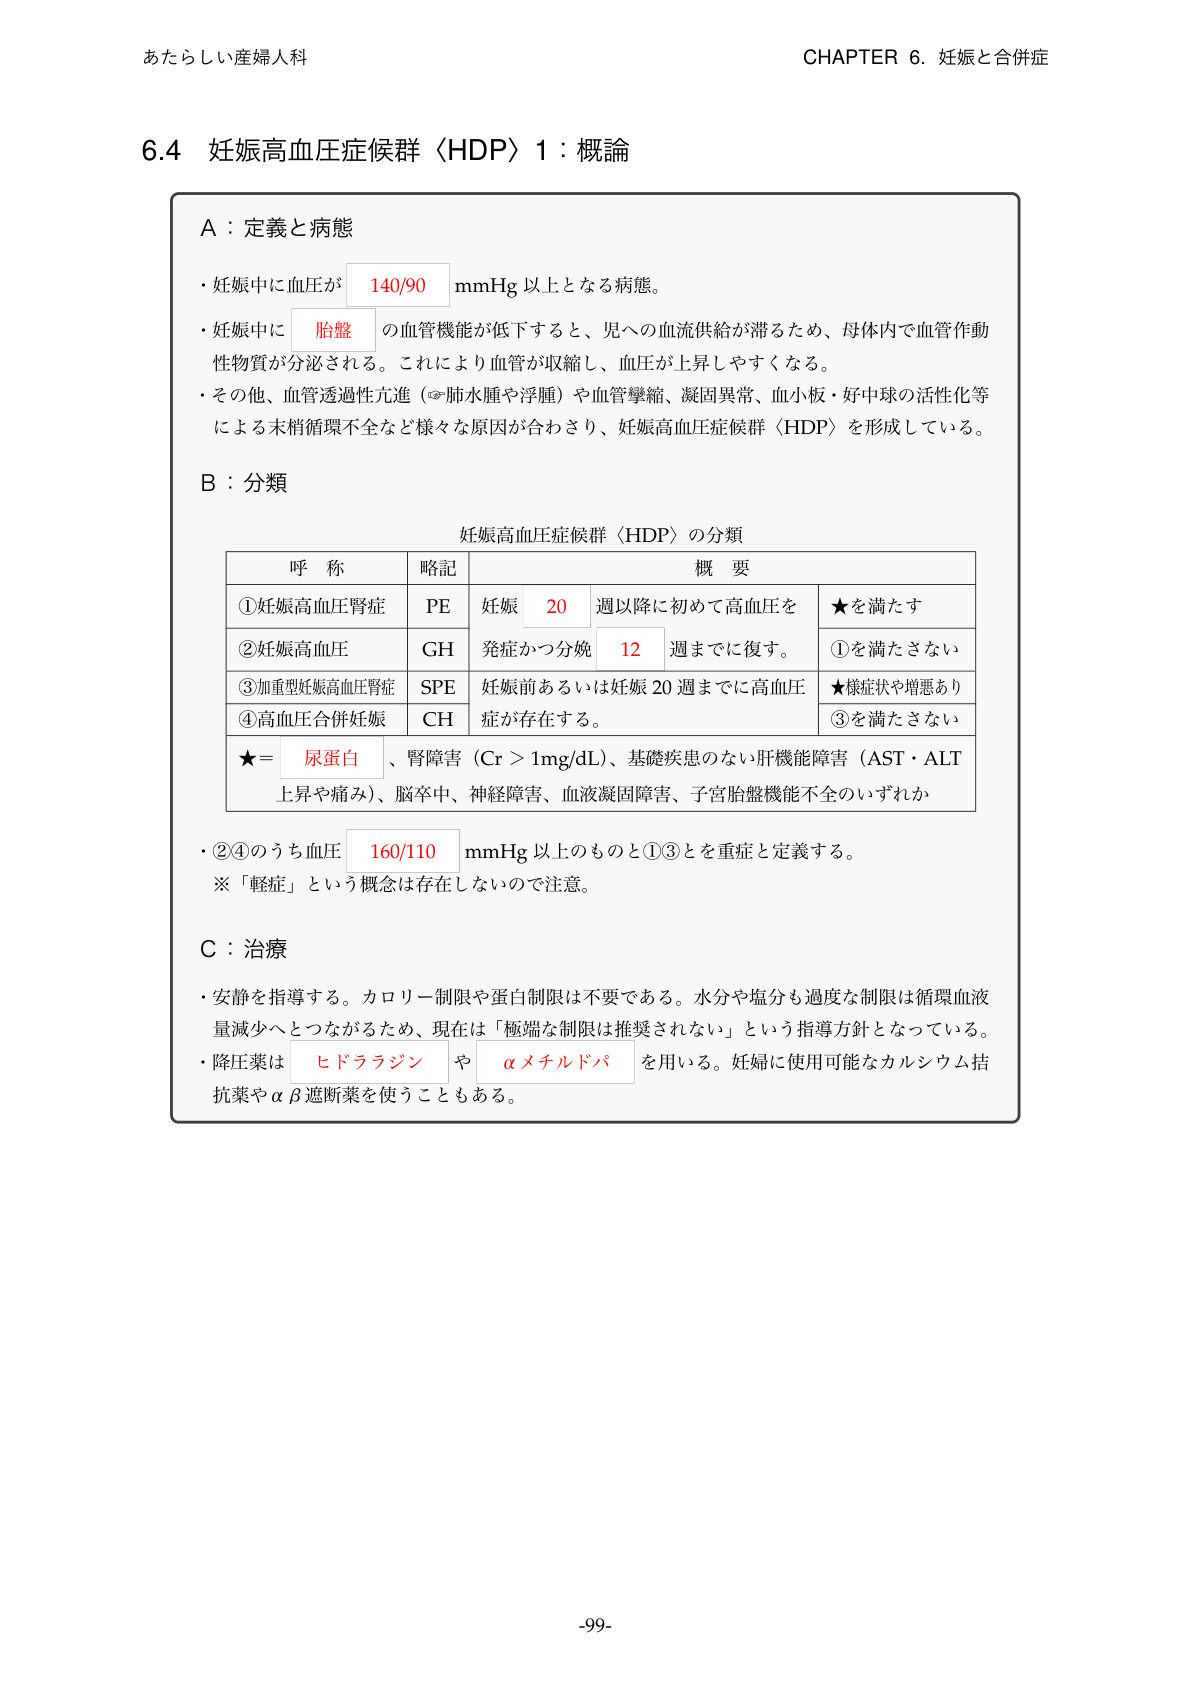 あたらしい産婦人科
CHAPTER 6. 妊娠と合併症
6.4 妊娠高血圧症候群〈HDP〉1：概論
A：定義と病態
・妊娠中に血圧が 140/90 mmHg 以上となる病態。
・妊娠中に 胎盤 の血管機能が低下すると、児への血流供給が滞るため、母体内で血管作動
性物質が分泌される。これにより血管が収縮し、血圧が上昇しやすくなる。
・その他、血管透過性亢進（☞肺水腫や浮腫）や血管攣縮、凝固異常、血小板・好中球の活性化等
による末梢循環不全など様々な原因が合わさり、妊娠高血圧症候群〈HDP〉を形成している。
B：分類
妊娠高血圧症候群〈HDP〉の分類
呼 称 略記 概 要
①妊娠高血圧腎症 PE 妊娠 20 週以降に初めて高血圧を ★を満たす
②妊娠高血圧 GH 発症かつ分娩 12 週までに復す。 ①を満たさない
③加重型妊娠高血圧腎症 SPE 妊娠前あるいは妊娠 20 週までに高血圧 ★様症状や増悪あり
④高血圧合併妊娠 CH 症が存在する。 ③を満たさない
★＝ 尿蛋白 、腎障害（Cr > 1mg/dL）、基礎疾患のない肝機能障害（AST・ALT
上昇や痛み）、脳卒中、神経障害、血液凝固障害、子宮胎盤機能不全のいずれか
・②④のうち血圧 160/110 mmHg 以上のものと①③とを重症と定義する。
※「軽症」という概念は存在しないので注意。
C：治療
・安静を指導する。カロリー制限や蛋白制限は不要である。水分や塩分も過度な制限は循環血液
量減少へとつながるため、現在は「極端な制限は推奨されない」という指導方針となっている。
・降圧薬は ヒドララジン や αメチルドパ を用いる。妊婦に使用可能なカルシウム拮
抗薬やαβ遮断薬を使うこともある。
-99-